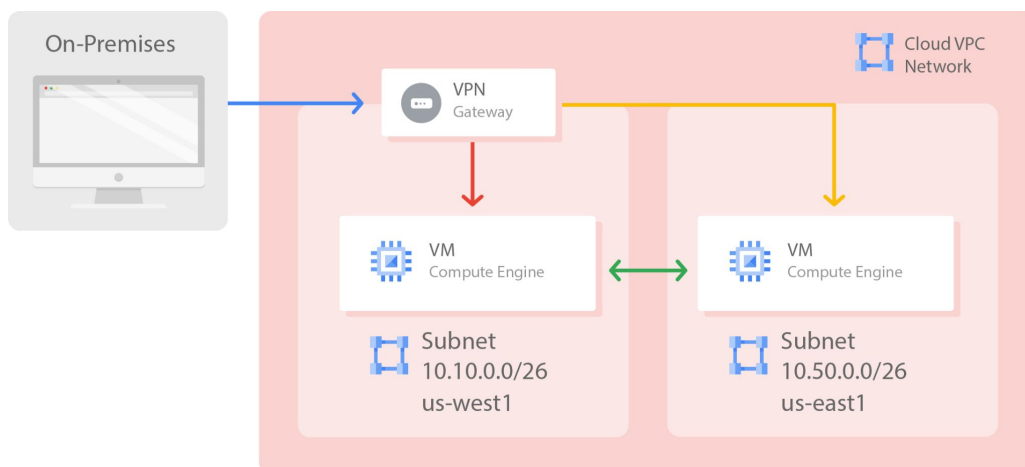 On-Premises
Cloud VPC
Network
VPN
Gateway
VM
Compute Engine
Subnet
10.10.0.0/26
us-west1
VM
Compute Engine
Subnet
10.50.0.0/26
us-east1